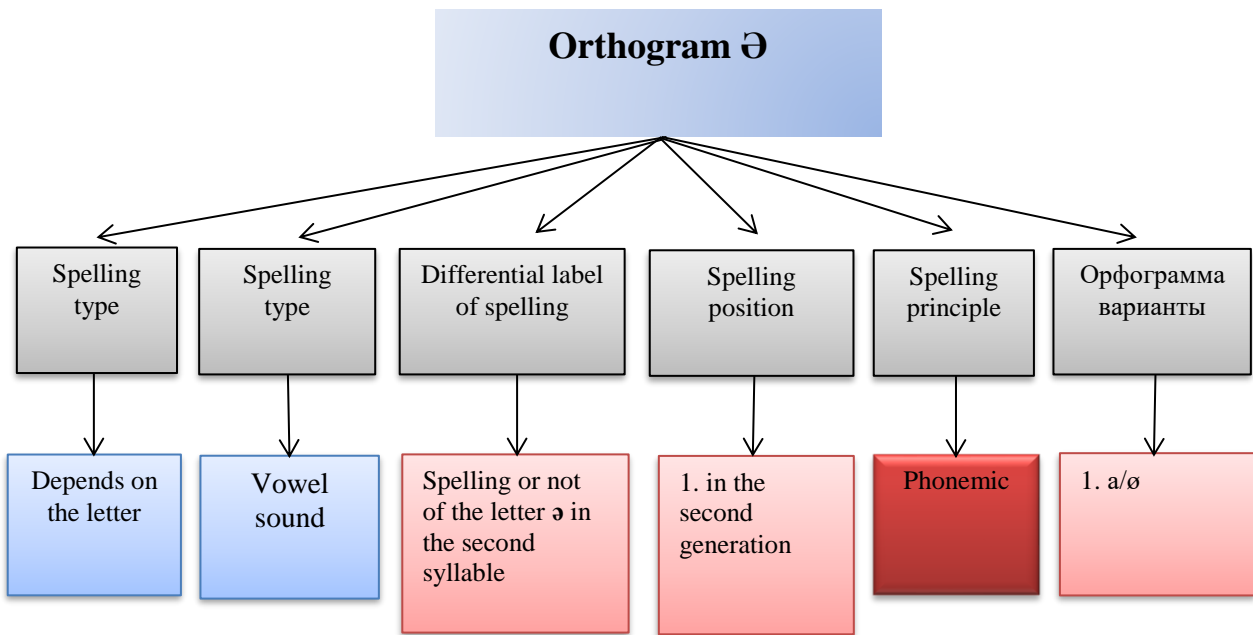 Orthogram Ə
Spelling
type
Spelling
type
Differential label
of spelling
Spelling
position
Spelling
principle
Орфограмма
варианты
Depends on
the letter
Vowel
sound
Spelling or not
of the letter ə in
the second
syllable
1. in the
second
generation
Phonemic
1. a/ø